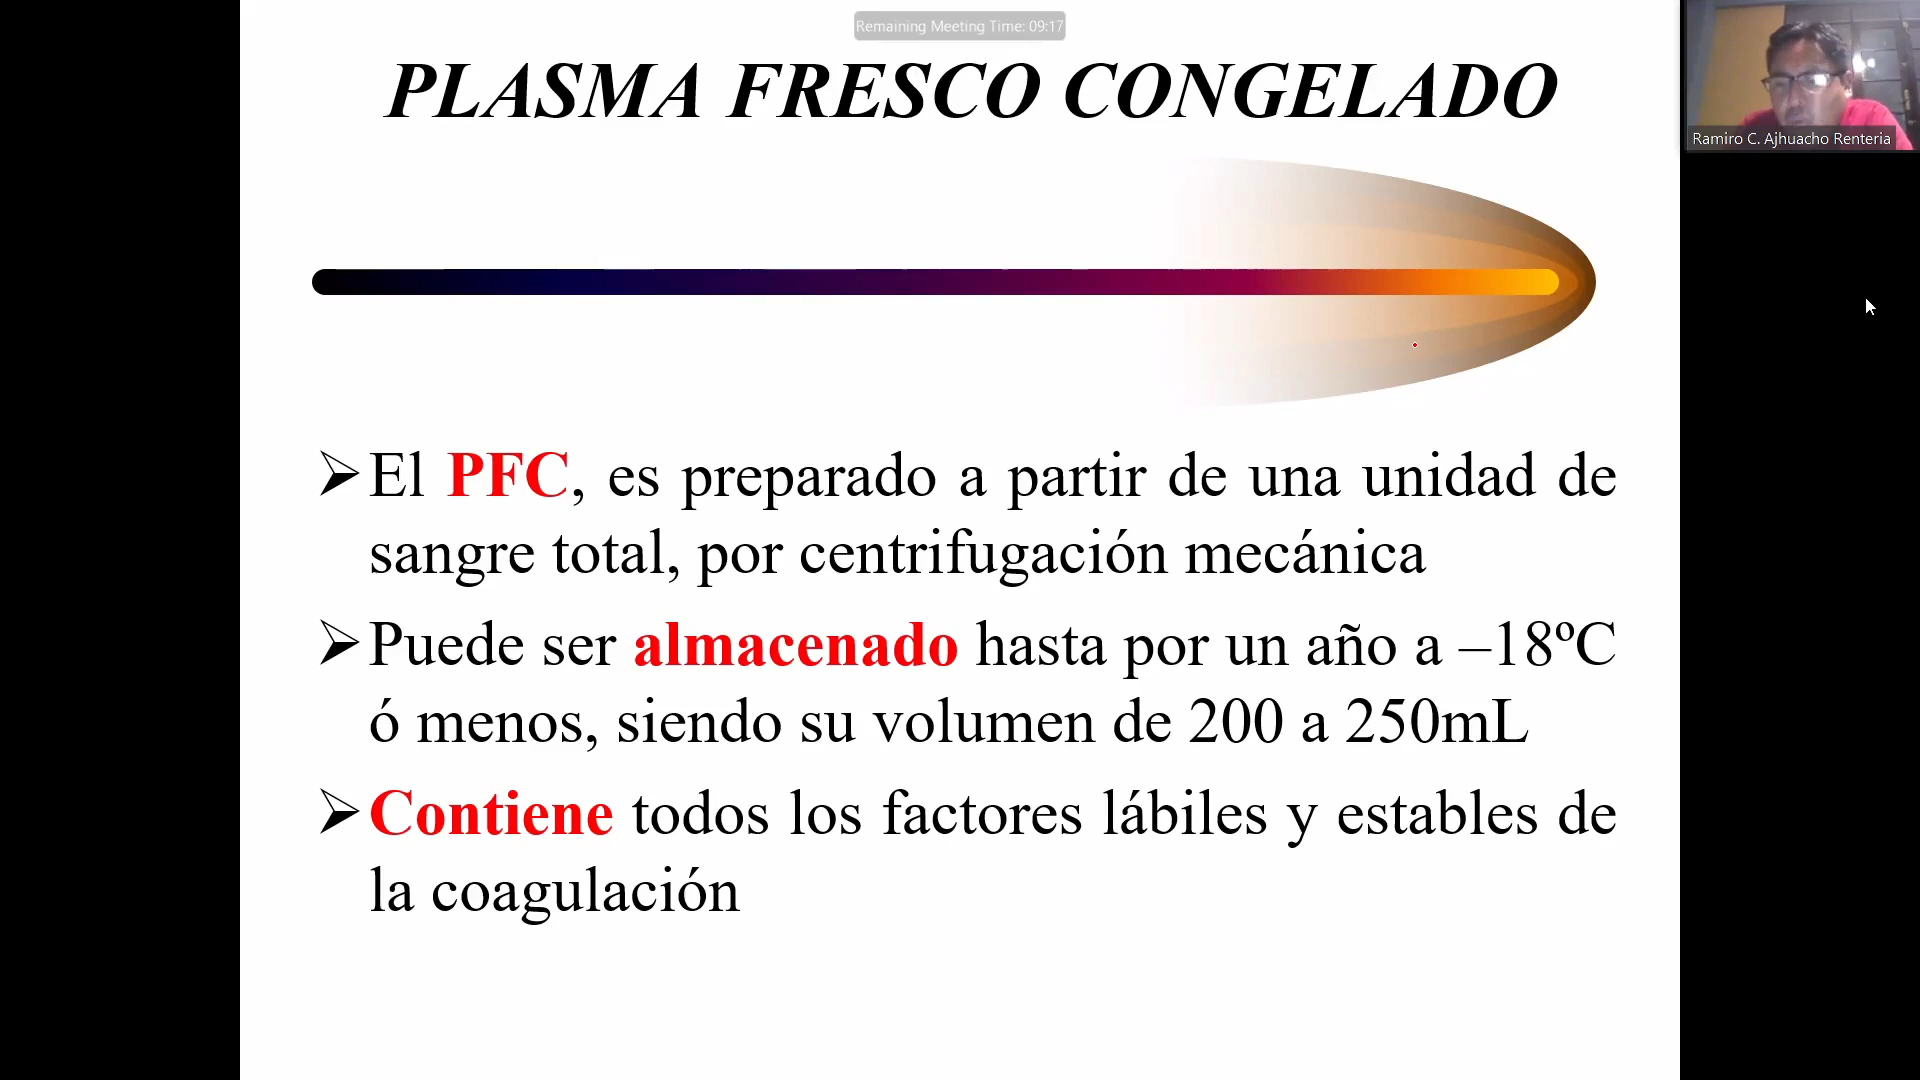 Remaining Meeting Time: 09:17
PLASMA FRESCO CONGELADO
Ramiro C. Ajhuacho Renteria
➢El PFC, es preparado a partir de una unidad de
sangre total, por centrifugación mecánica
➢Puede ser almacenado hasta por un año a –18ºC
ó menos, siendo su volumen de 200 a 250mL
➢Contiene todos los factores lábiles y estables de
la coagulación